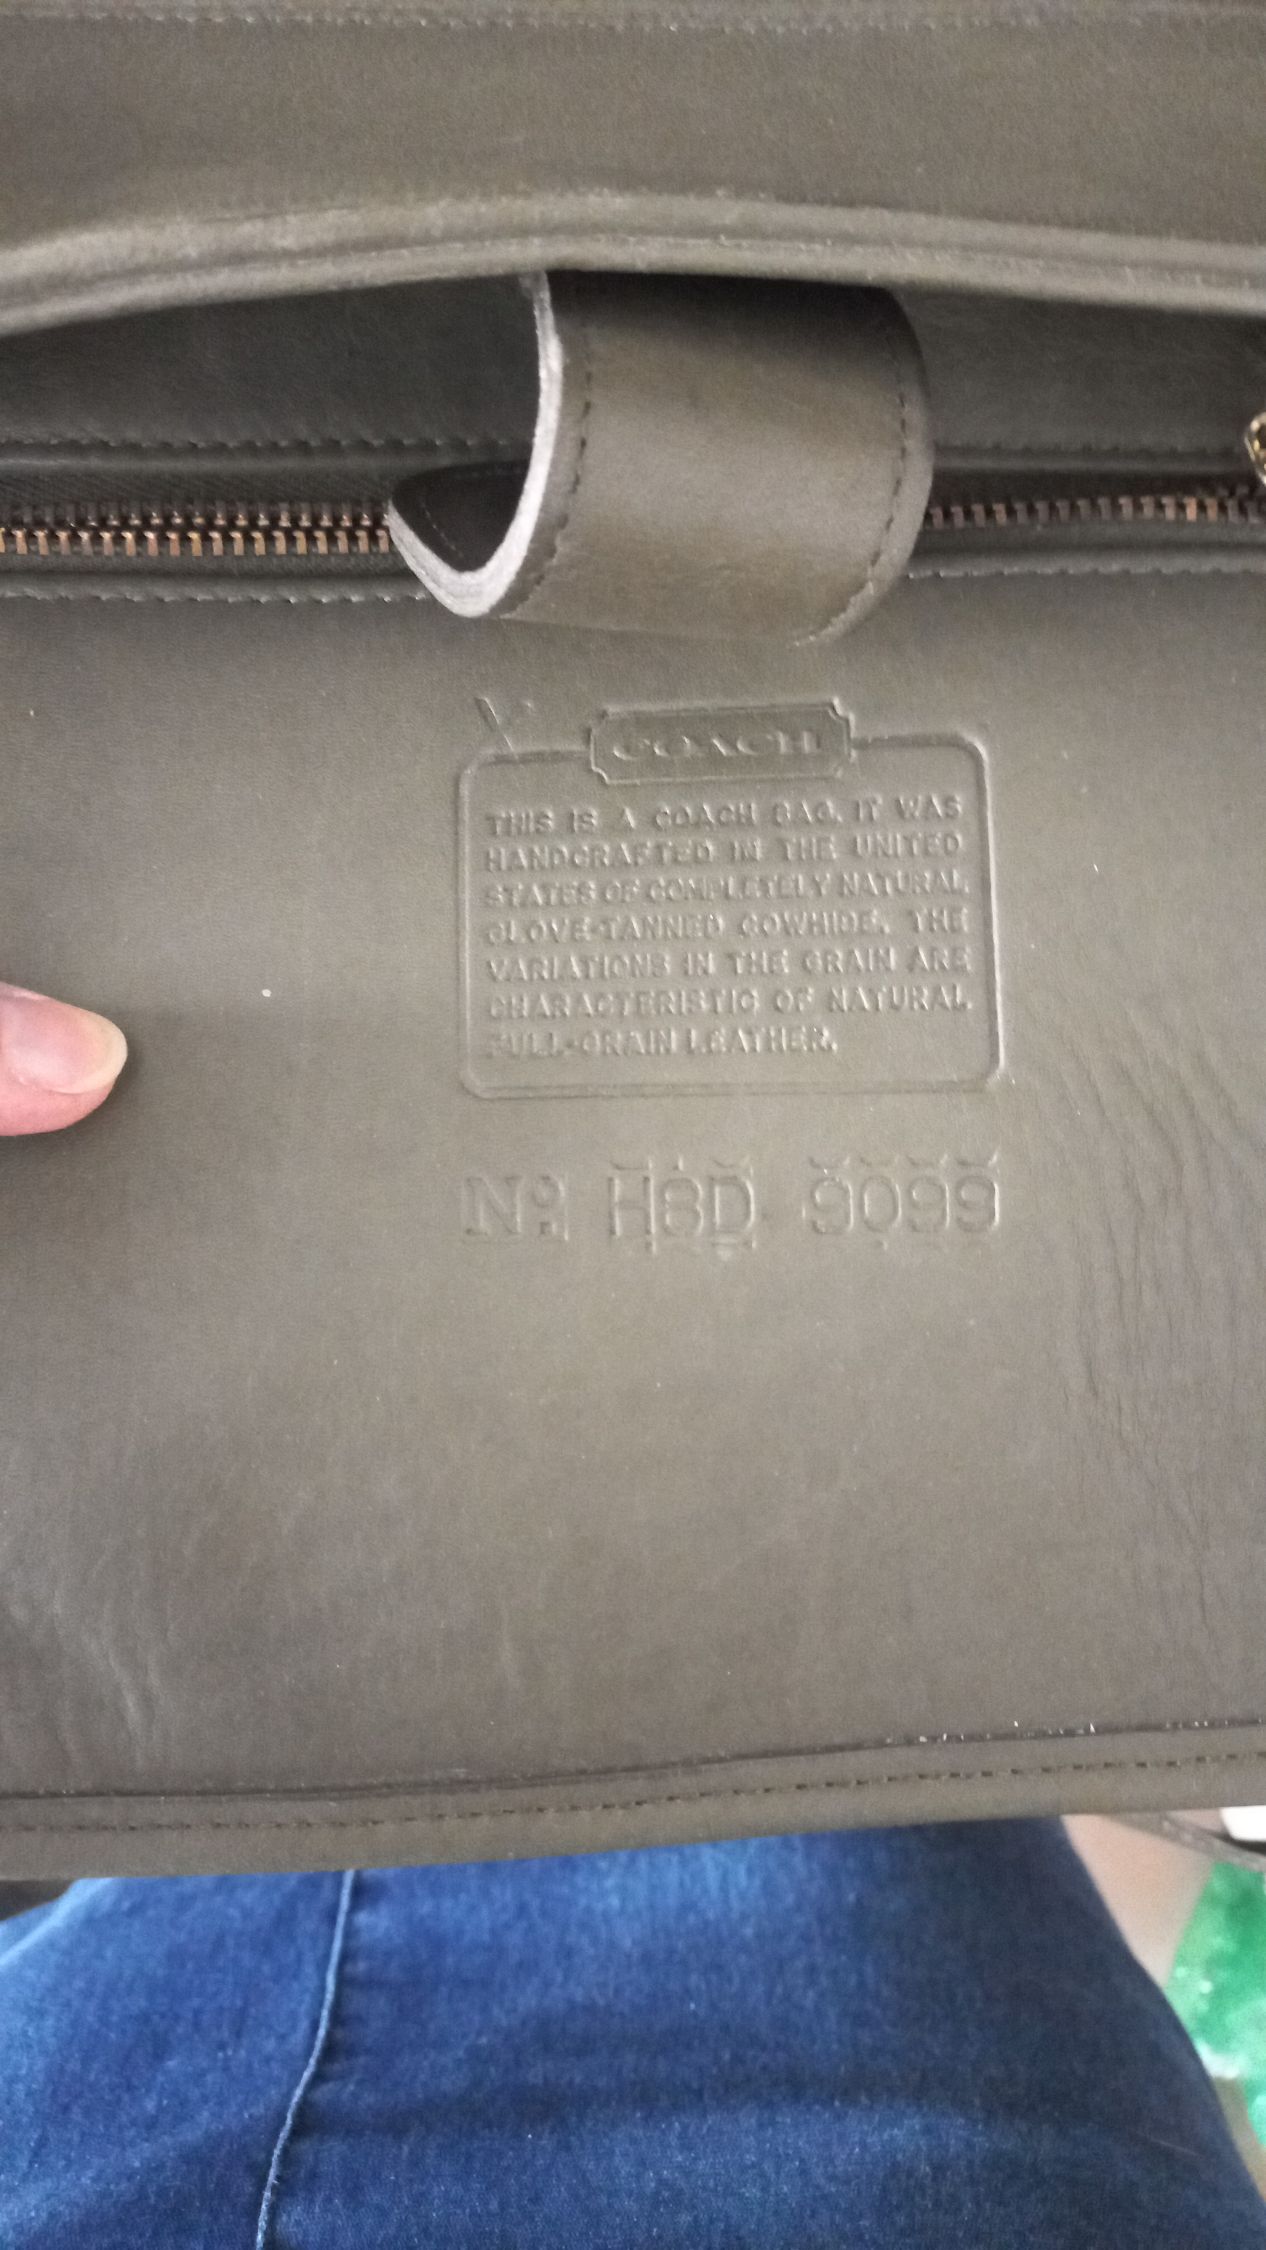 COACH
THIS IS A COACH BAG. IT WAS
HANDCRAFTED IN THE UNITED
STATES OF COMPLETELY NATURAL
GLOVE-TANNED COWHIDE. THE
VARIATIONS IN THE GRAIN ARE
CHARACTERISTIC OF NATURAL
FULL-GRAIN LEATHER.
No. H8D 9099